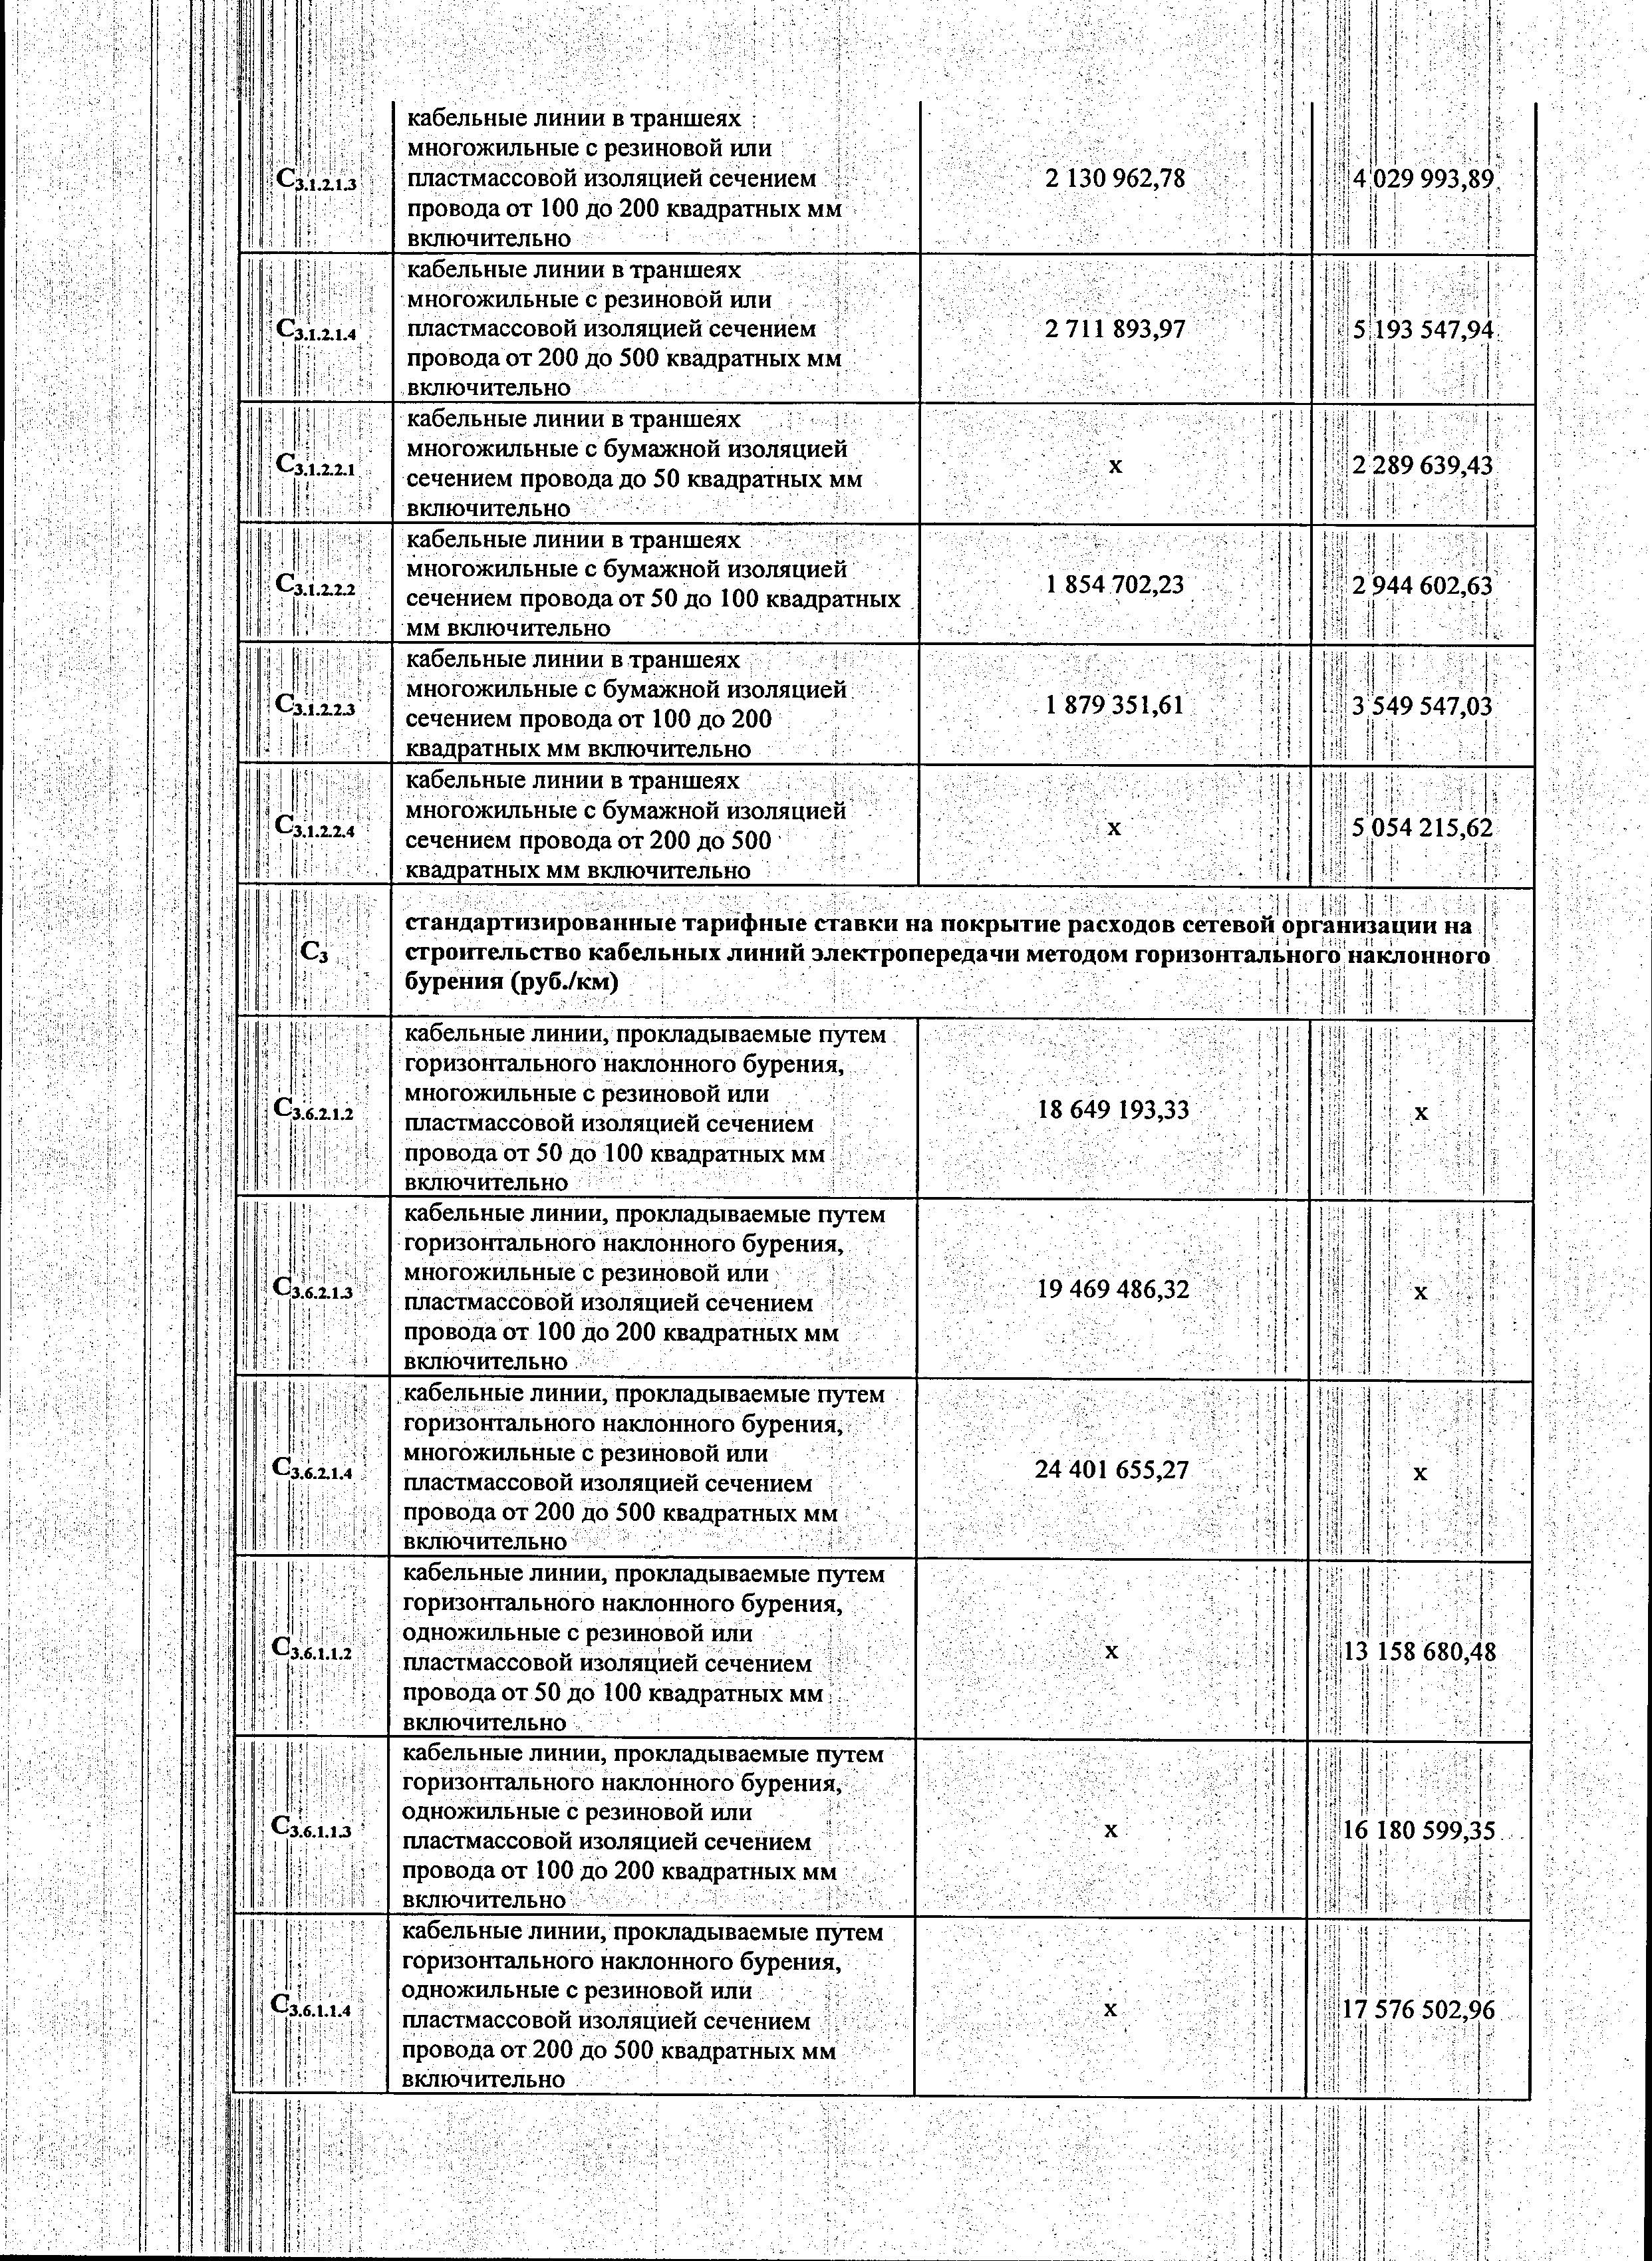 кабельные линии в траншеях
многожильные с резиновой или
С3.1.2.1.3 пластмассовой изоляцией сечением 2 130 962,78 4 029 993,89
провода от 100 до 200 квадратных мм
включительно
кабельные линии в траншеях
многожильные с резиновой или
С3.1.2.1.4 пластмассовой изоляцией сечением 2 711 893,97 5 193 547,94
провода от 200 до 500 квадратных мм
включительно
кабельные линии в траншеях
многожильные с бумажной изоляцией
С3.1.2.2.1 сечением провода до 50 квадратных мм х 2 289 639,43
включительно
кабельные линии в траншеях
многожильные с бумажной изоляцией
С3.1.2.2.2 сечением провода от 50 до 100 квадратных 1 854 702,23 2 944 602,63
мм включительно
кабельные линии в траншеях
многожильные с бумажной изоляцией
С3.1.2.2.3 сечением провода от 100 до 200 1 879 351,61 3 549 547,03
квадратных мм включительно
кабельные линии в траншеях
многожильные с бумажной изоляцией
С3.1.2.2.4 сечением провода от 200 до 500 х 5 054 215,62
квадратных мм включительно
стандартизированные тарифные ставки на покрытие расходов сетевой организации на
С3 строительство кабельных линий электропередачи методом горизонтального наклонного
бурения (руб./км)
кабельные линии, прокладываемые путем
горизонтального наклонного бурения,
многожильные с резиновой или
С3.6.2.1.2 пластмассовой изоляцией сечением 18 649 193,33 х
провода от 50 до 100 квадратных мм
включительно
кабельные линии, прокладываемые путем
горизонтального наклонного бурения,
многожильные с резиновой или
С3.6.2.1.3 пластмассовой изоляцией сечением 19 469 486,32 х
провода от 100 до 200 квадратных мм
включительно
кабельные линии, прокладываемые путем
горизонтального наклонного бурения,
многожильные с резиновой или
С3.6.2.1.4 пластмассовой изоляцией сечением 24 401 655,27 х
провода от 200 до 500 квадратных мм
включительно
кабельные линии, прокладываемые путем
горизонтального наклонного бурения,
одножильные с резиновой или
С3.6.1.1.2 пластмассовой изоляцией сечением х 13 158 680,48
провода от 50 до 100 квадратных мм
включительно
кабельные линии, прокладываемые путем
горизонтального наклонного бурения,
одножильные с резиновой или
С3.6.1.1.3 пластмассовой изоляцией сечением х 16 180 599,35
провода от 100 до 200 квадратных мм
включительно
кабельные линии, прокладываемые путем
горизонтального наклонного бурения,
одножильные с резиновой или
С3.6.1.1.4 пластмассовой изоляцией сечением х 17 576 502,96
провода от 200 до 500 квадратных мм
включительно